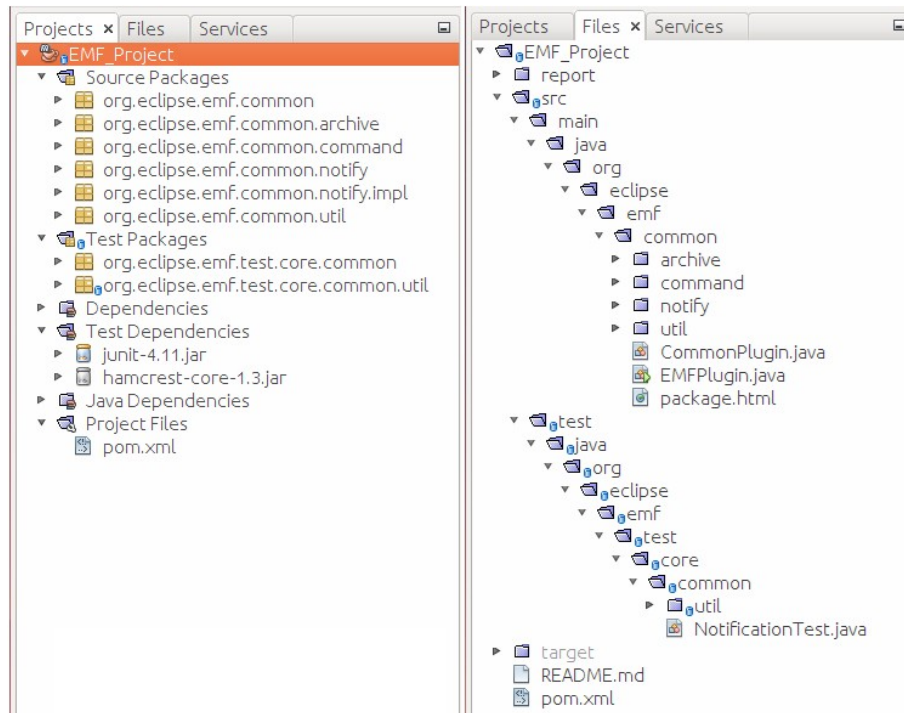 Projects Files Services
EMF_Project
Source Packages
org.eclipse.emf.common
org.eclipse.emf.common.archive
org.eclipse.emf.common.command
org.eclipse.emf.common.notify
org.eclipse.emf.common.notify.impl
org.eclipse.emf.common.util
Test Packages
org.eclipse.emf.test.core.common
org.eclipse.emf.test.core.common.util
Dependencies
Test Dependencies
junit-4.11.jar
hamcrest-core-1.3.jar
Java Dependencies
Project Files
pom.xml
Projects Files Services
EMF_Project
report
src
main
java
org
eclipse
emf
common
archive
command
notify
util
CommonPlugin.java
EMFPlugin.java
package.html
test
java
org
eclipse
emf
test
core
common
util
NotificationTest.java
target
README.md
pom.xml